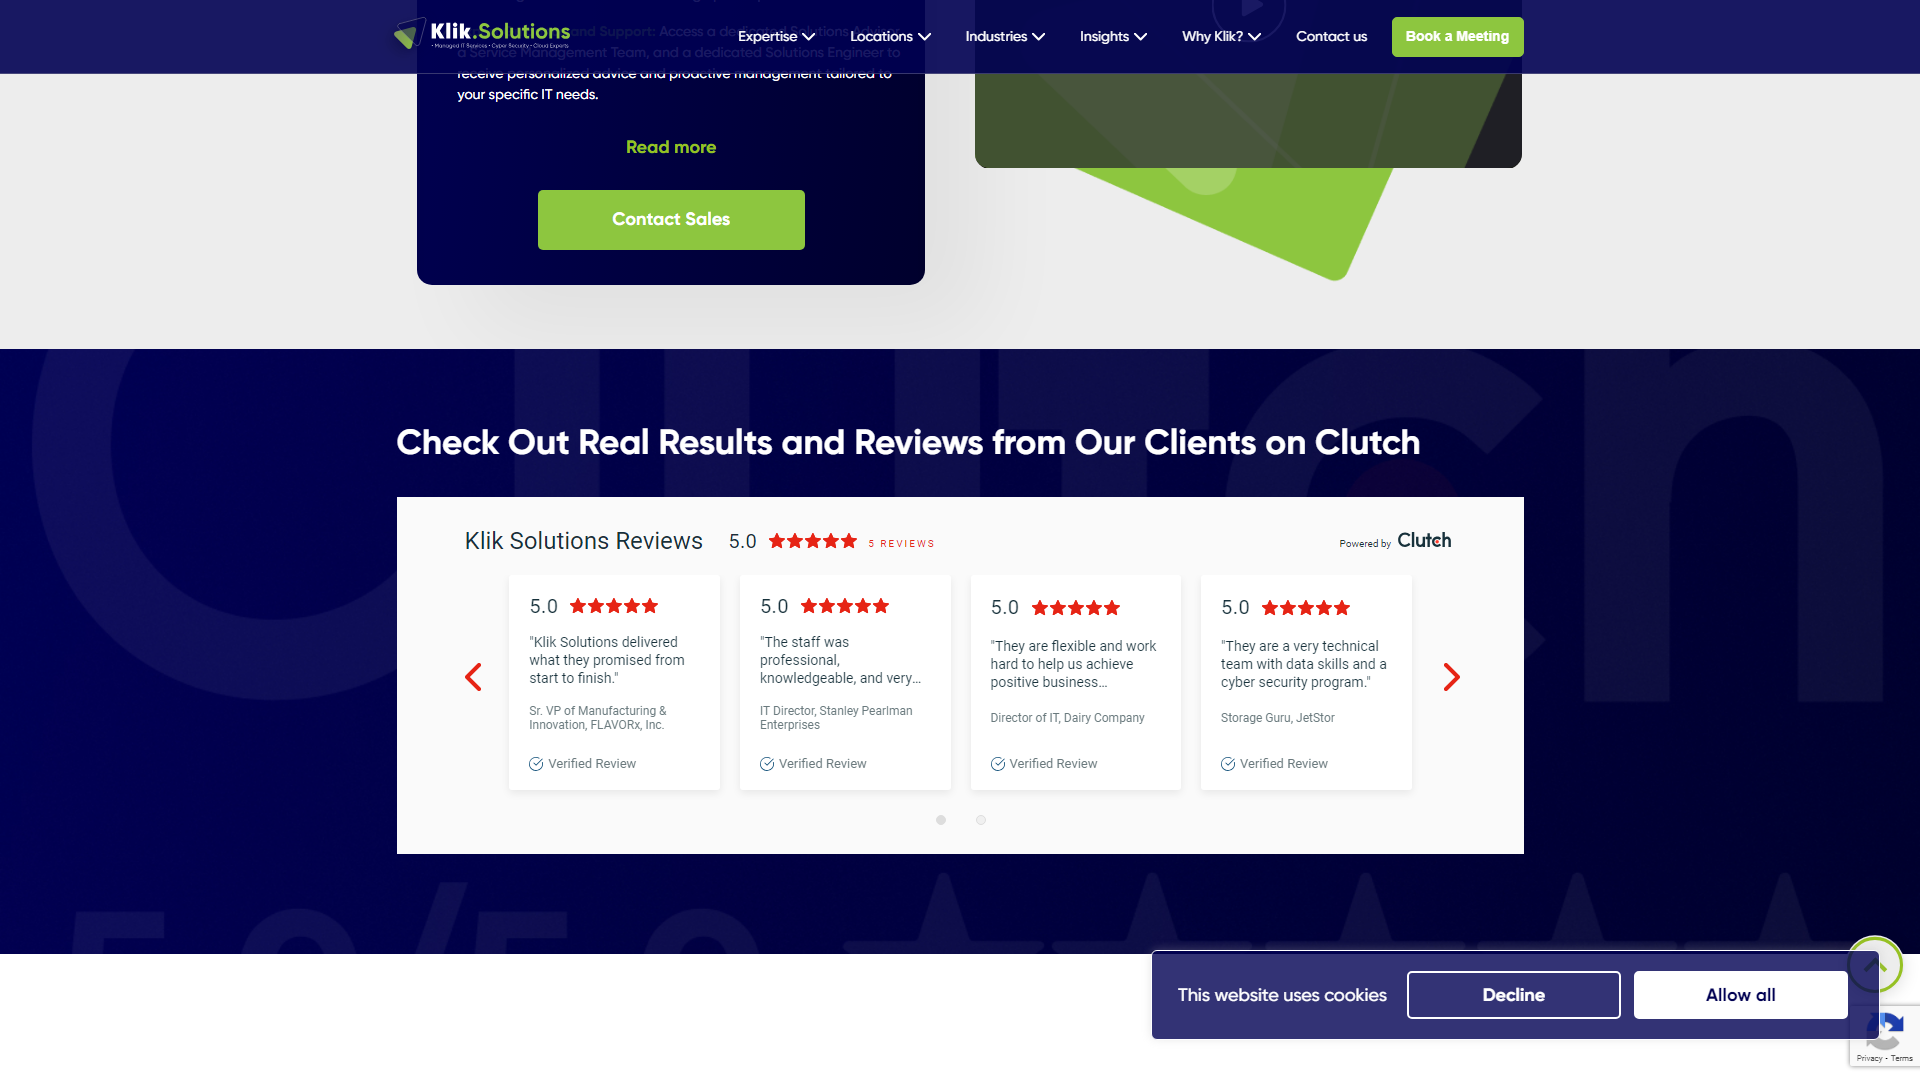 Klik.Solutions
• Managed IT Services • Cyber Security • Cloud Experts
Expertise
Locations
Industries
Insights
Why Klik?
Contact us
Book a Meeting
and Support: Access a dedicated Solutions
a Service Management Team, and a dedicated Solutions Engineer to
receive personalized advice and proactive management tailored to
your specific IT needs.
Read more
Contact Sales
Check Out Real Results and Reviews from Our Clients on Clutch
Klik Solutions Reviews 5.0 5 REVIEWS
Powered by Clutch
5.0
"Klik Solutions delivered
what they promised from
start to finish."
Sr. VP of Manufacturing &
Innovation, FLAVORx, Inc.
Verified Review
5.0
"The staff was
professional,
knowledgeable, and very...
IT Director, Stanley Pearlman
Enterprises
Verified Review
5.0
"They are flexible and work
hard to help us achieve
positive business...
Director of IT, Dairy Company
Verified Review
5.0
"They are a very technical
team with data skills and a
cyber security program."
Storage Guru, JetStor
Verified Review
Clutch
5.0/5.0
This website uses cookies
Decline
Allow all
Privacy - Terms